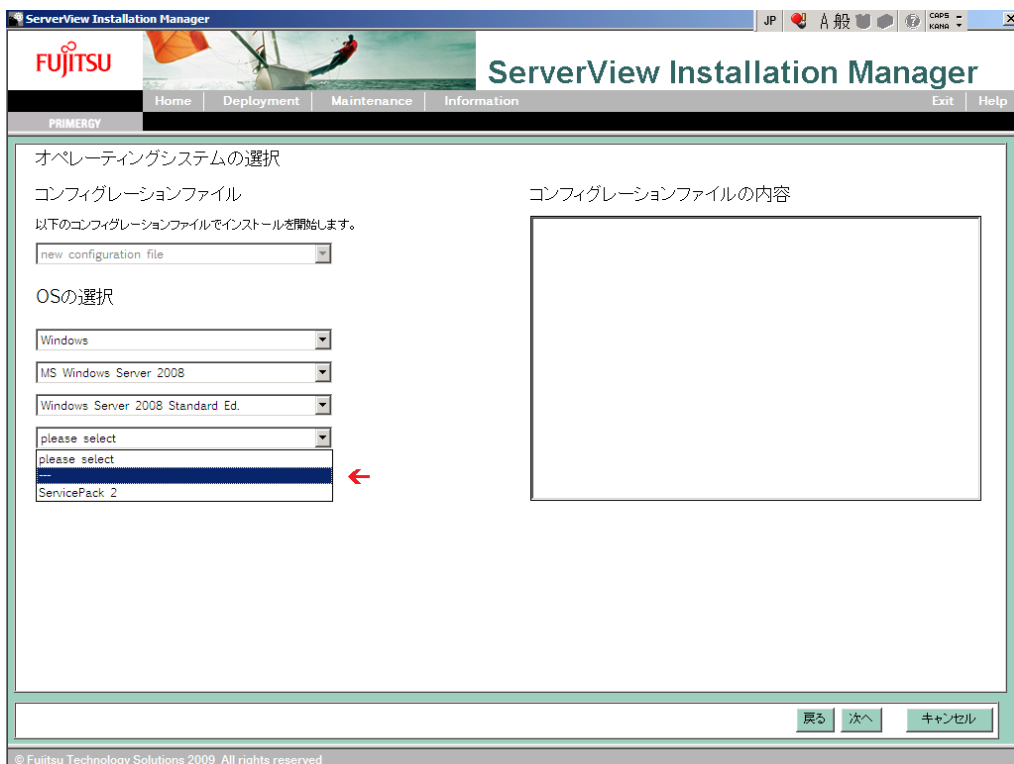 ServerView Installation Manager
JP A 般 CAPS KANA
FUJITSU
ServerView Installation Manager
Home Deployment Maintenance Information Exit Help
PRIMERGY
オペレーティングシステムの選択
コンフィグレーションファイル
コンフィグレーションファイルの内容
以下のコンフィグレーションファイルでインストールを開始します。
new configuration file
OSの選択
Windows
MS Windows Server 2008
Windows Server 2008 Standard Ed.
please select
please select
---
ServicePack 2
戻る 次へ キャンセル
© Fujitsu Technology Solutions 2009 All rights reserved